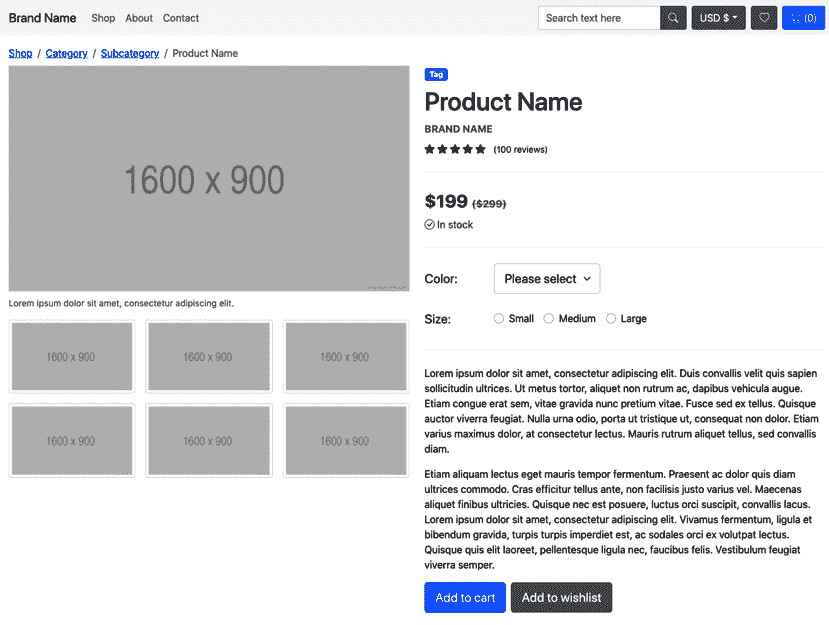 Brand Name Shop About Contact Search text here USD $ (0)
Shop / Category / Subcategory / Product Name
1600 x 900
Lorem ipsum dolor sit amet, consectetur adipiscing elit.
1600 x 900 1600 x 900 1600 x 900
1600 x 900 1600 x 900 1600 x 900
Tag
Product Name
BRAND NAME
(100 reviews)
$199 ($299)
In stock
Color: Please select
Size: Small Medium Large
Lorem ipsum dolor sit amet, consectetur adipiscing elit. Duis convallis velit quis sapien
sollicitudin ultrices. Ut metus tortor, aliquet non rutrum ac, dapibus vehicula augue.
Etiam congue erat sem, vitae gravida nunc pretium vitae. Fusce sed ex tellus. Quisque
auctor viverra feugiat. Nulla urna odio, porta ut tristique ut, consequat non dolor. Etiam
varius maximus dolor, at consectetur lectus. Mauris rutrum aliquet tellus, sed convallis
diam.
Etiam aliquam lectus eget mauris tempor fermentum. Praesent ac dolor quis diam
ultrices commodo. Cras efficitur tellus ante, non facilisis justo varius vel. Maecenas
aliquet finibus ultricies. Quisque nec est posuere, luctus orci suscipit, convallis lacus.
Lorem ipsum dolor sit amet, consectetur adipiscing elit. Vivamus fermentum, ligula et
bibendum gravida, turpis turpis imperdiet est, ac sodales orci ex volutpat lectus.
Quisque quis elit laoreet, pellentesque ligula nec, faucibus felis. Vestibulum feugiat
viverra semper.
Add to cart Add to wishlist